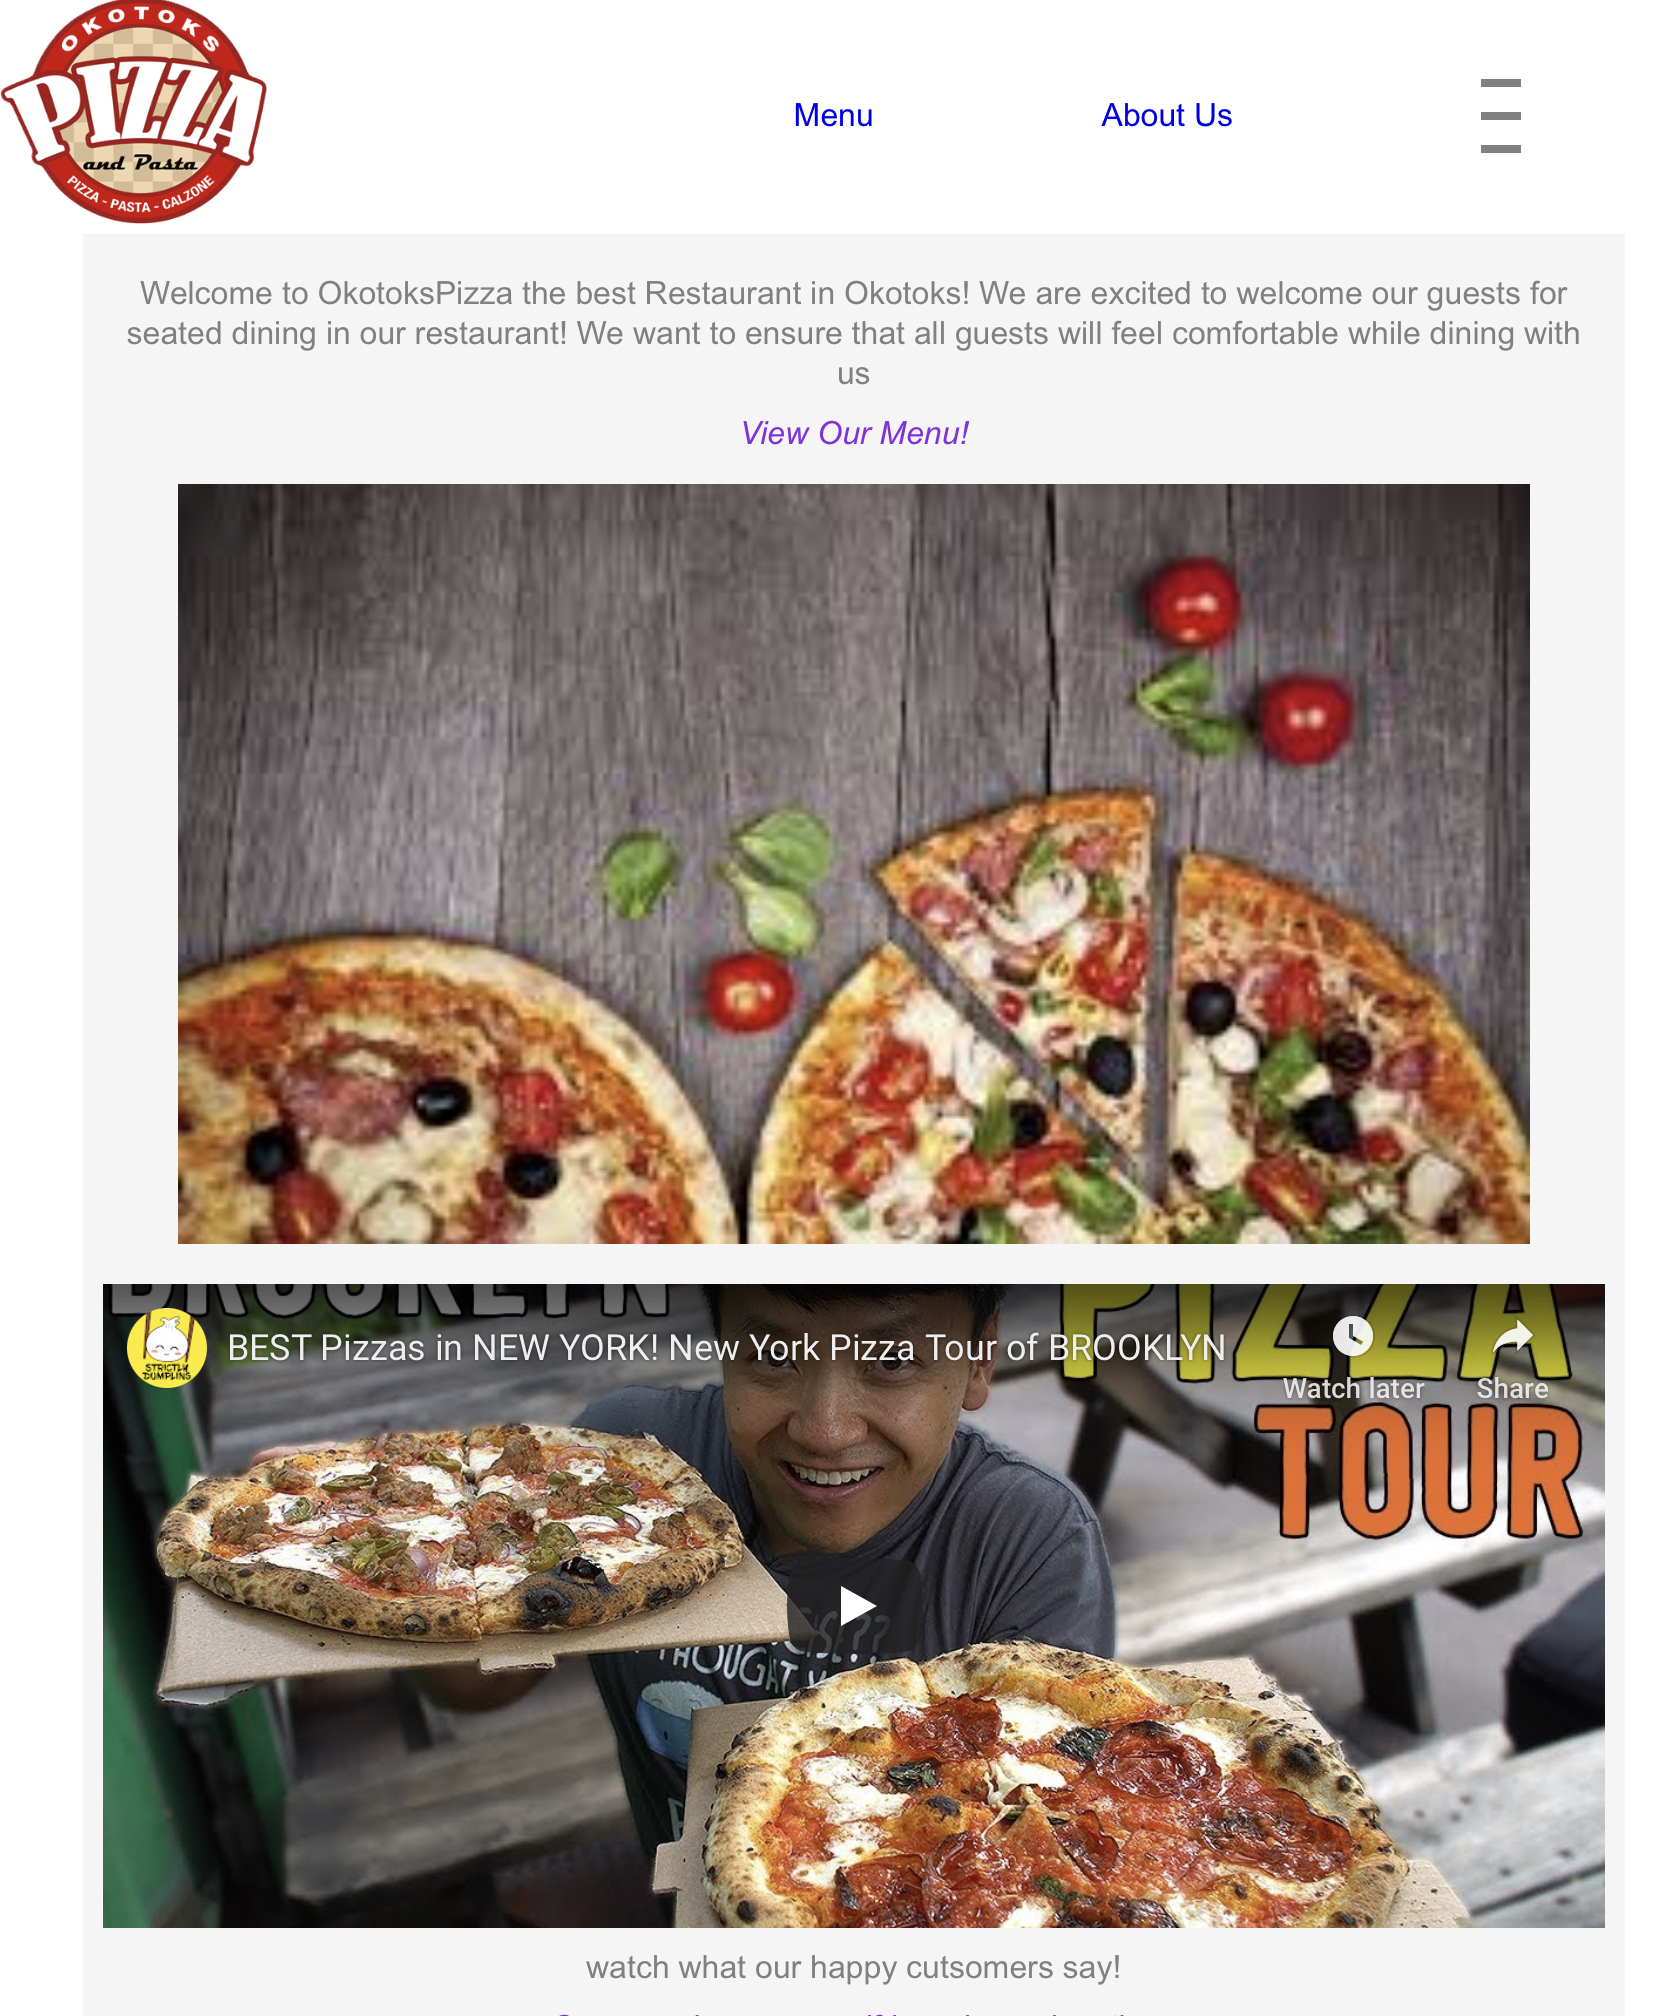 OKOTOKS
PIZZA
and Pasta
PIZZA - PASTA - CALZONE
Menu
About Us
Welcome to OkotoksPizza the best Restaurant in Okotoks! We are excited to welcome our guests for
seated dining in our restaurant! We want to ensure that all guests will feel comfortable while dining with
us
View Our Menu!
BROOKLYN
PIZZA
STRICTLY
DUMPLING
BEST Pizzas in NEW YORK! New York Pizza Tour of BROOKLYN
Watch later
Share
TOUR
THOUGHT
watch what our happy cutsomers say!